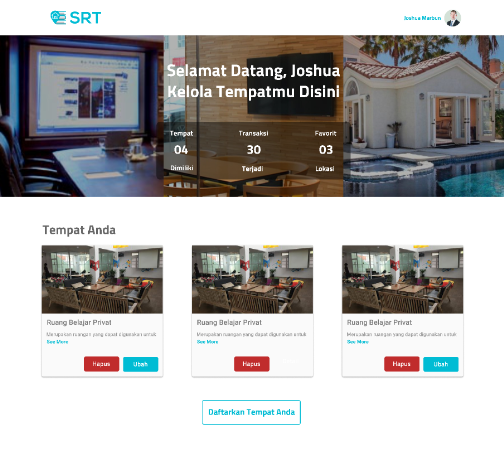 SRT
Joshua Marbun
Selamat Datang, Joshua
Kelola Tempatmu Disini
Tempat Transaksi Favorit
04 30 03
Dimiliki Terjadi Lokasi
Tempat Anda
Ruang Belajar Privat
Merupakan ruangan yang dapat digunakan untuk
See More
Hapus Ubah
Ruang Belajar Privat
Merupakan ruangan yang dapat digunakan untuk
See More
Hapus
Ruang Belajar Privat
Merupakan ruangan yang dapat digunakan untuk
See More
Hapus Ubah
Daftarkan Tempat Anda